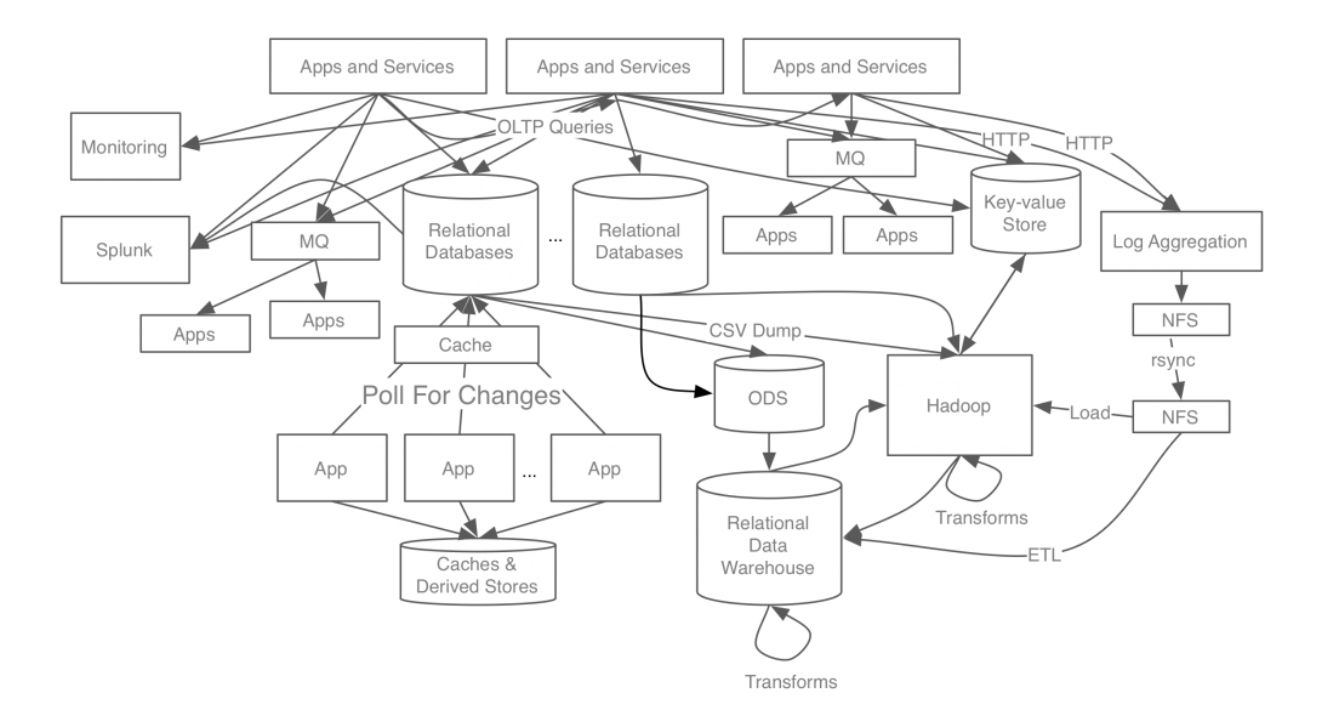 Apps and Services
Apps and Services
Apps and Services
Monitoring
OLTP Queries
HTTP
HTTP
MQ
Splunk
MQ
Relational
Databases
...
Relational
Databases
Apps
Apps
Key-value
Store
Log Aggregation
Apps
Apps
Cache
CSV Dump
NFS
rsync
Poll For Changes
ODS
Hadoop
Load
NFS
App
App
...
App
Relational
Data
Warehouse
Transforms
ETL
Caches &
Derived Stores
Transforms